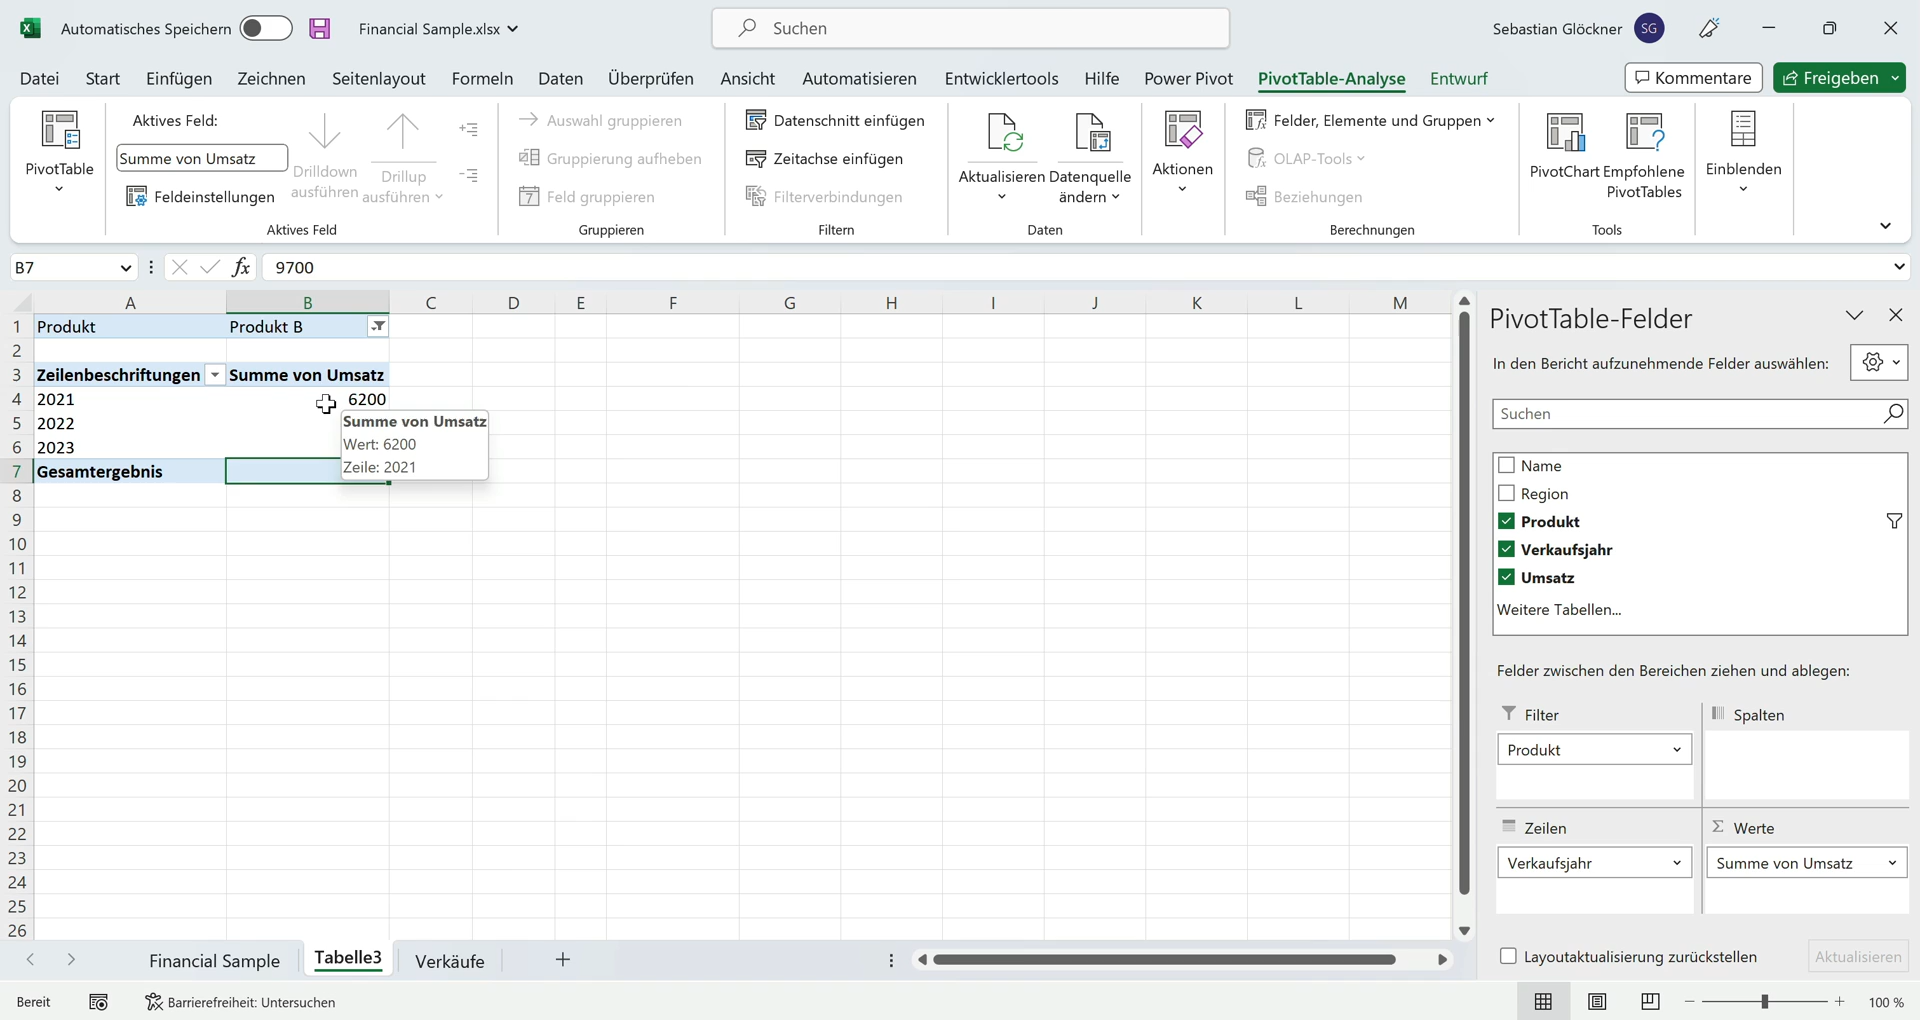 Automatisches Speichern
Financial Sample.xlsx
Suchen
Sebastian Glöckner
SG
Datei
Start
Einfügen
Zeichnen
Seitenlayout
Formeln
Daten
Überprüfen
Ansicht
Automatisieren
Entwicklertools
Hilfe
Power Pivot
PivotTable-Analyse
Entwurf
Kommentare
Freigeben
PivotTable
Aktives Feld:
Summe von Umsatz
Feldeinstellungen
Drilldown
ausführen
Drillup
ausführen
Aktives Feld
Auswahl gruppieren
Gruppierung aufheben
Feld gruppieren
Gruppieren
Datenschnitt einfügen
Zeitachse einfügen
Filterverbindungen
Filtern
Aktualisieren
Datenquelle
ändern
Daten
Aktionen
Felder, Elemente und Gruppen
OLAP-Tools
Beziehungen
Berechnungen
PivotChart
Empfohlene
PivotTables
Tools
Einblenden
B7
fx
9700
A B C D E F G H I J K L M
1 Produkt Produkt B
2
3 Zeilenbeschriftungen Summe von Umsatz
4 2021 6200
5 2022
6 2023
7 Gesamtergebnis
Summe von Umsatz
Wert: 6200
Zeile: 2021
8
9
10
11
12
13
14
15
16
17
18
19
20
21
22
23
24
25
26
PivotTable-Felder
In den Bericht aufzunehmende Felder auswählen:
Suchen
Name
Region
Produkt
Verkaufsjahr
Umsatz
Weitere Tabellen...
Felder zwischen den Bereichen ziehen und ablegen:
Filter
Produkt
Spalten
Zeilen
Verkaufsjahr
Σ Werte
Summe von Umsatz
Layoutaktualisierung zurückstellen
Aktualisieren
Financial Sample
Tabelle3
Verkäufe
Bereit
Barrierefreiheit: Untersuchen
100 %